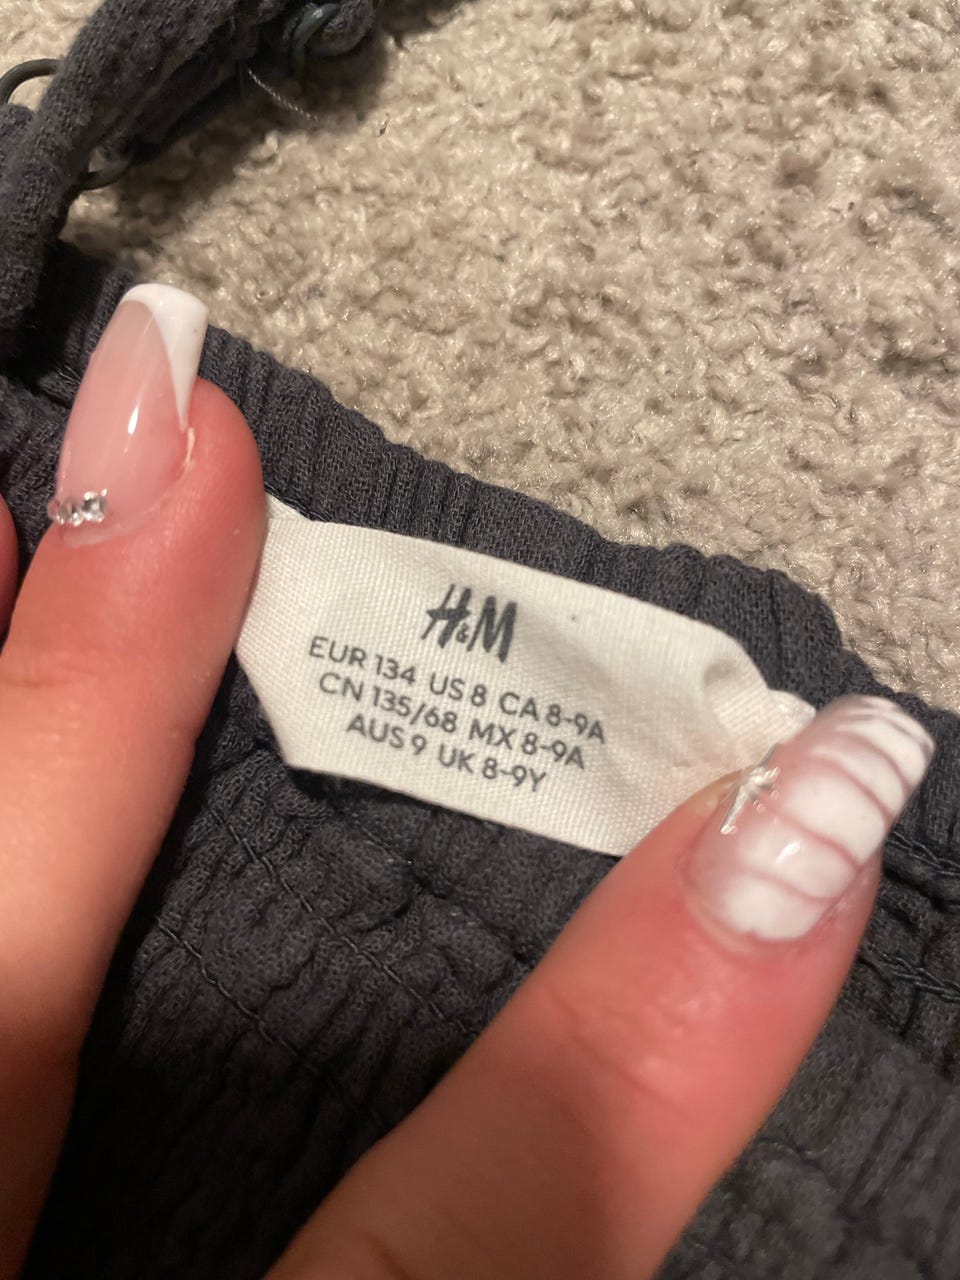 H&M
EUR 134 US 8 CA 8-9A
CN 135/68 MX 8-9A
AUS 9 UK 8-9Y